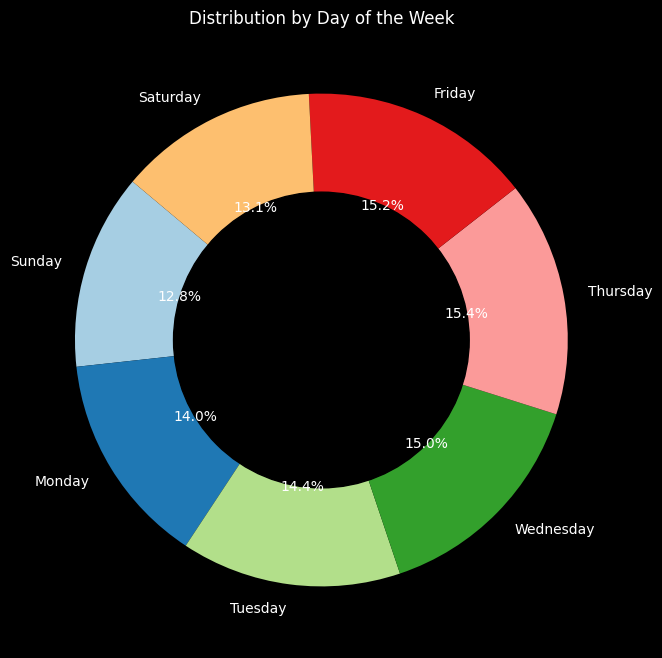 Distribution by Day of the Week
Saturday
Friday
13.1%
15.2%
Sunday
12.8%
15.4%
Thursday
14.0%
15.0%
Monday
14.4%
Wednesday
Tuesday